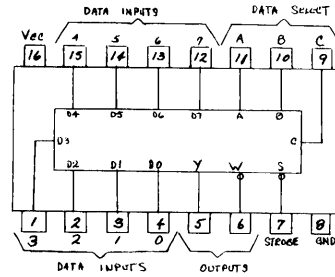 DATA INPUTS DATA SELECT
Vcc 4 5 6 7 A B C
16 15 14 13 12 11 10 9
D4 D5 D6 D7 A B
D3 C
D2 D1 D0 Y W S
1 2 3 4 5 6 7 8
3 2 1 0 STROBE GND
DATA INPUTS OUTPUTS